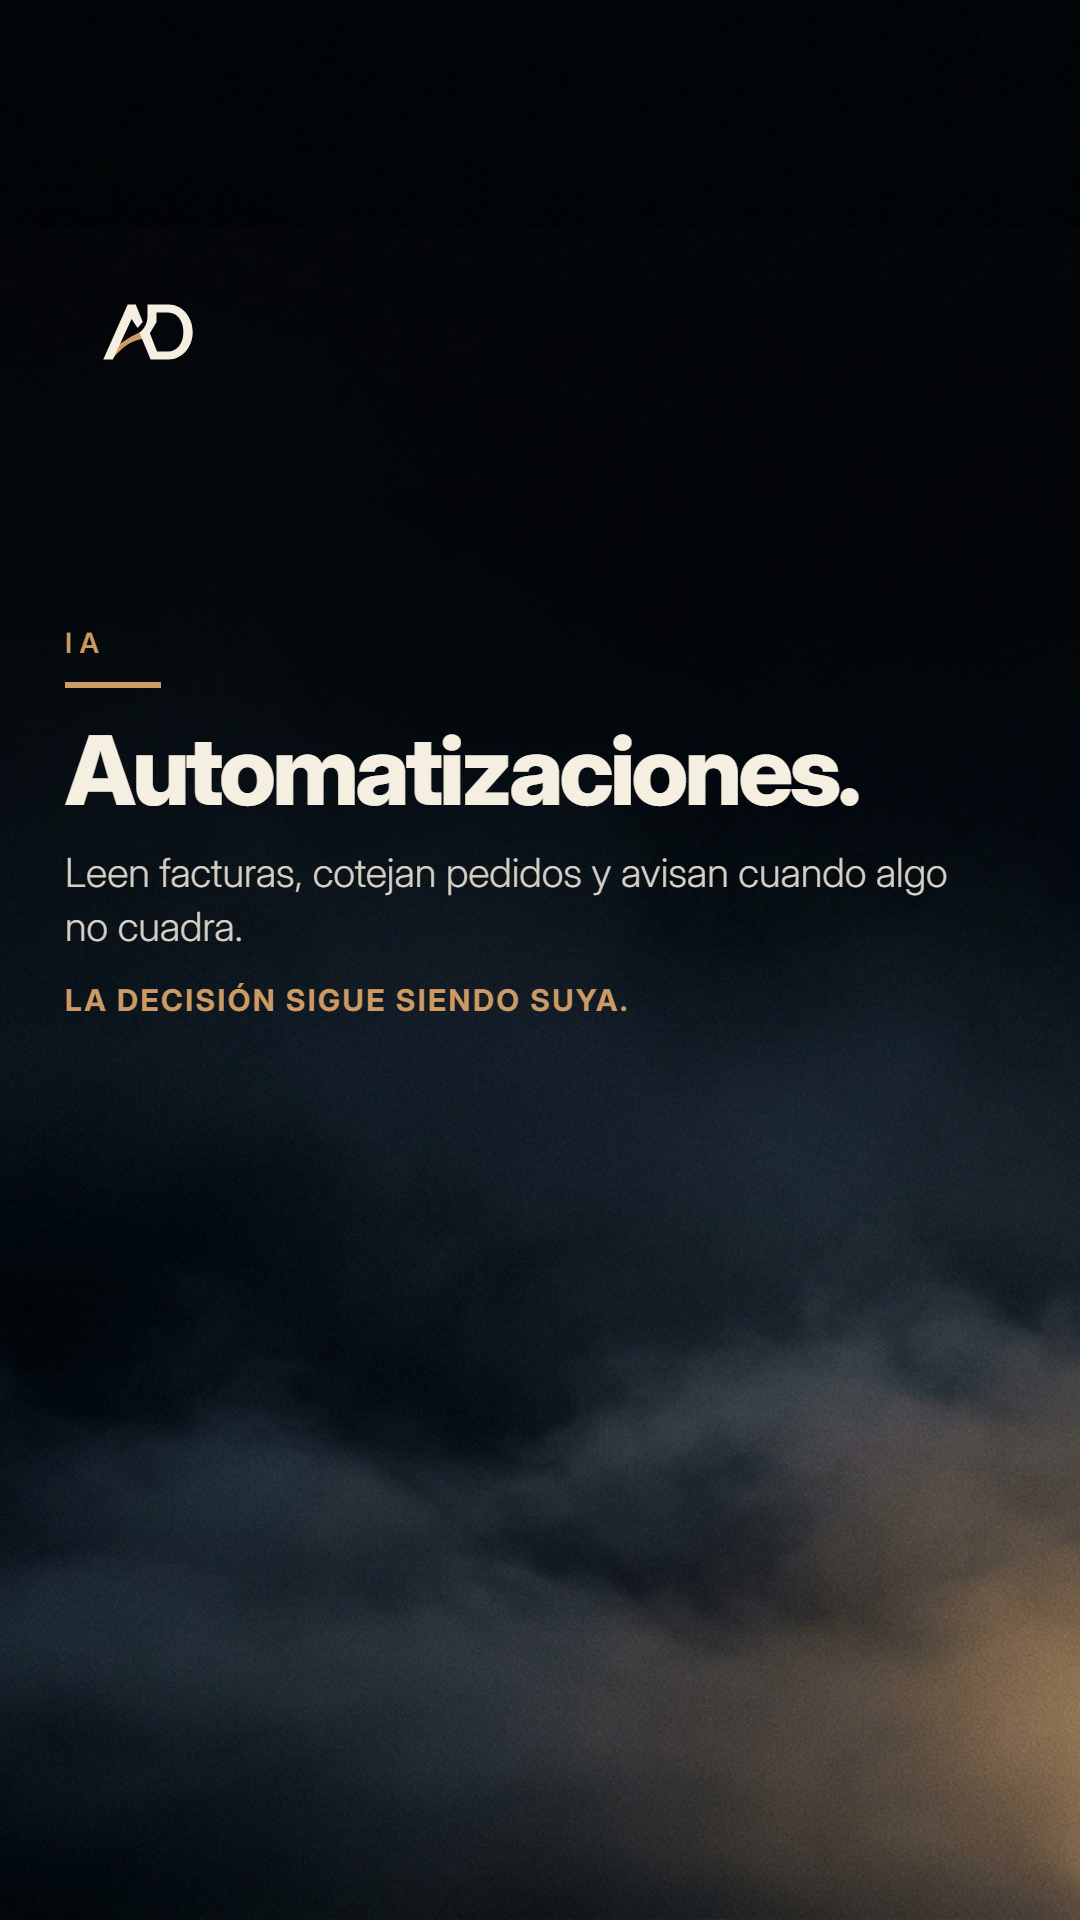 AD
IA
Automatizaciones.
Leen facturas, cotejan pedidos y avisan cuando algo
no cuadra.
LA DECISIÓN SIGUE SIENDO SUYA.